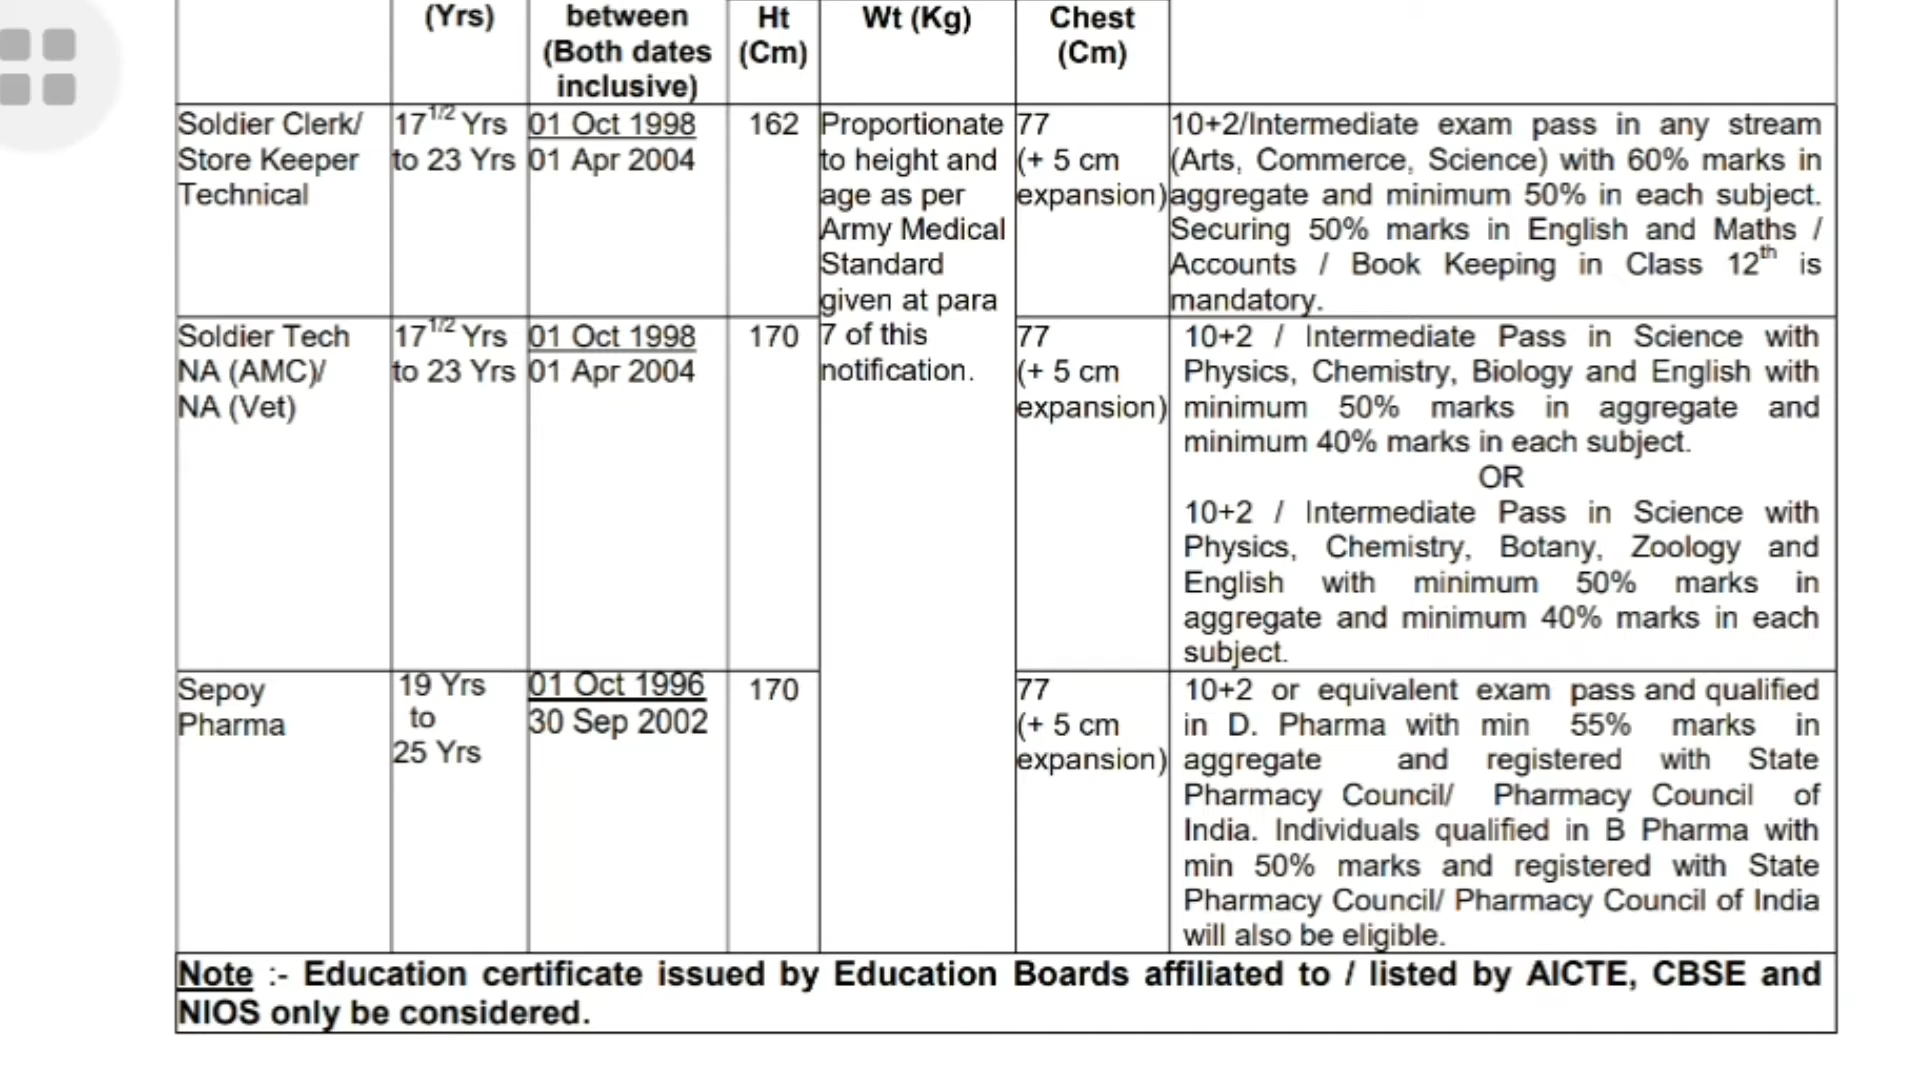 (Yrs)
between
(Both dates
inclusive)
Ht
(Cm)
Wt (Kg)
Chest
(Cm)
Soldier Clerk/
Store Keeper
Technical
17 1/2 Yrs
to 23 Yrs
01 Oct 1998
01 Apr 2004
162
Proportionate
to height and
age as per
Army Medical
Standard
given at para
7 of this
notification.
77
(+ 5 cm
expansion)
10+2/Intermediate exam pass in any stream
(Arts, Commerce, Science) with 60% marks in
aggregate and minimum 50% in each subject.
Securing 50% marks in English and Maths /
Accounts / Book Keeping in Class 12th is
mandatory.
Soldier Tech
NA (AMC)/
NA (Vet)
17 1/2 Yrs
to 23 Yrs
01 Oct 1998
01 Apr 2004
170
77
(+ 5 cm
expansion)
10+2 / Intermediate Pass in Science with
Physics, Chemistry, Biology and English with
minimum 50% marks in aggregate and
minimum 40% marks in each subject.
OR
10+2 / Intermediate Pass in Science with
Physics, Chemistry, Botany, Zoology and
English with minimum 50% marks in
aggregate and minimum 40% marks in each
subject.
Sepoy
Pharma
19 Yrs
to
25 Yrs
01 Oct 1996
30 Sep 2002
170
77
(+ 5 cm
expansion)
10+2 or equivalent exam pass and qualified
in D. Pharma with min 55% marks in
aggregate and registered with State
Pharmacy Council/ Pharmacy Council of
India. Individuals qualified in B Pharma with
min 50% marks and registered with State
Pharmacy Council/ Pharmacy Council of India
will also be eligible.
Note :- Education certificate issued by Education Boards affiliated to / listed by AICTE, CBSE and
NIOS only be considered.